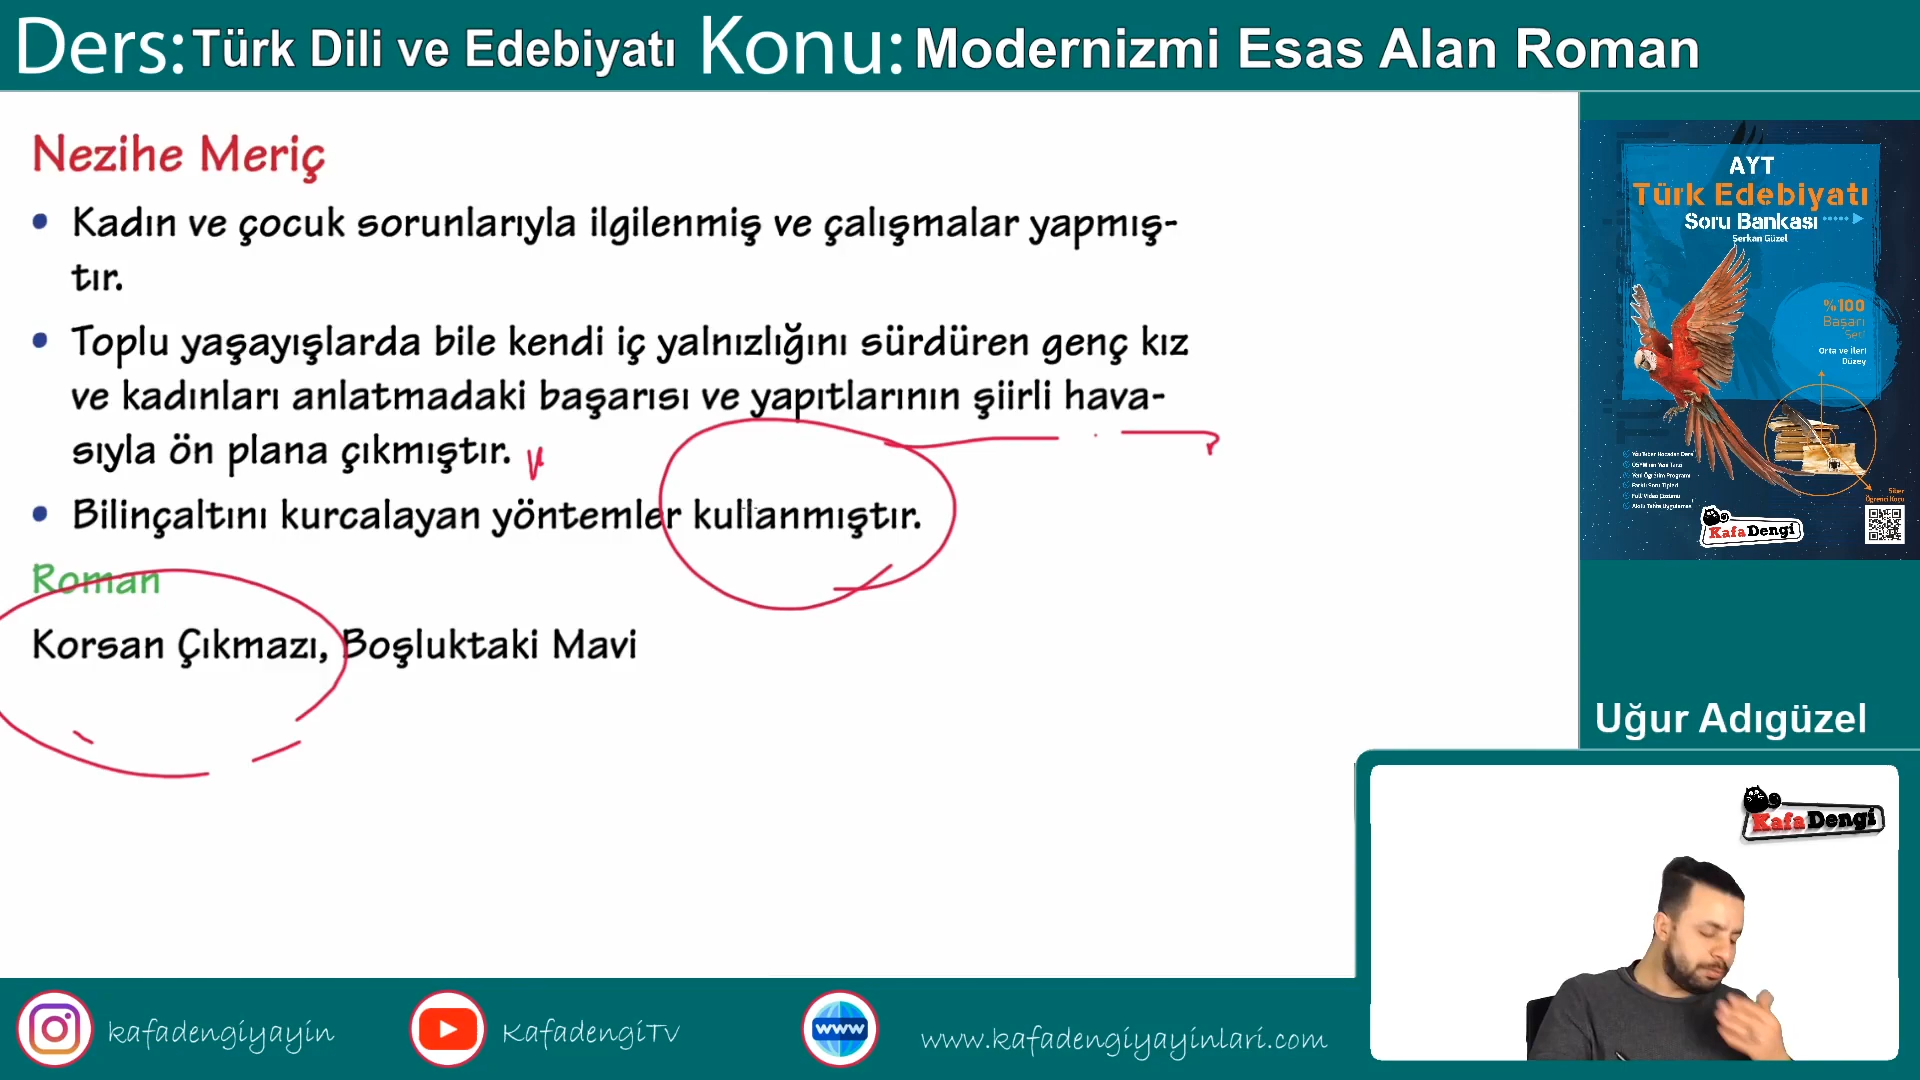 Ders: Türk Dili ve Edebiyatı Konu: Modernizmi Esas Alan Roman
Nezihe Meriç
• Kadın ve çocuk sorunlarıyla ilgilenmiş ve çalışmalar yapmış-
tır.
• Toplu yaşayışlarda bile kendi iç yalnızlığını sürdüren genç kız
ve kadınları anlatmadaki başarısı ve yapıtlarının şiirli hava-
sıyla ön plana çıkmıştır.
• Bilinçaltını kurcalayan yöntemler kullanmıştır.
Roman
Korsan Çıkmazı, Boşluktaki Mavi
AYT
Türk Edebiyatı
Soru Bankası
Serkan Güzel
%100
Başarı
Orta ve İleri
Düzey
KafaDengi
Uğur Adıgüzel
KafaDengi
kafadengiyayin
KafadengiTv
www
www.kafadengiyayinlari.com